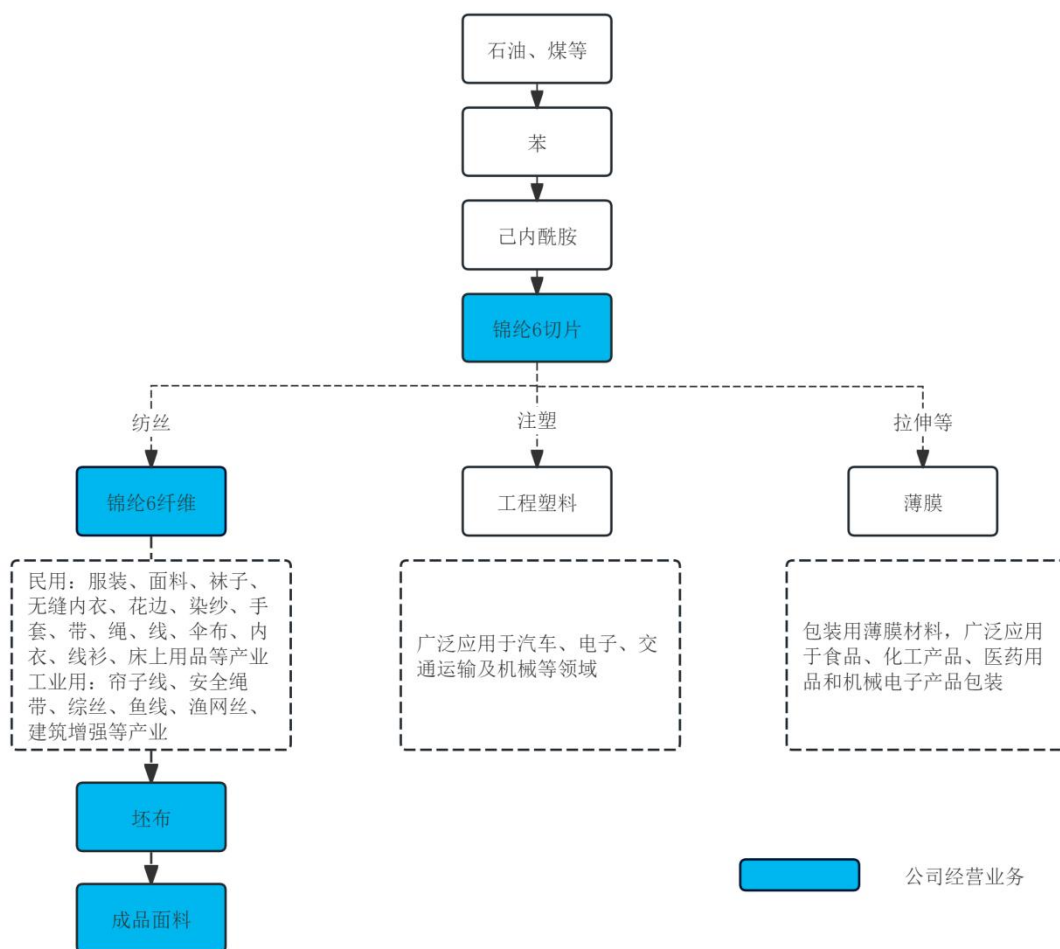 石油、煤等
苯
己内酰胺
锦纶6切片
纺丝
注塑
拉伸等
锦纶6纤维
工程塑料
薄膜
民用：服装、面料、袜子、
无缝内衣、花边、染纱、手
套、带、绳、线、伞布、内
衣、线衫、床上用品等产业
工业用：帘子线、安全绳
带、综丝、鱼线、渔网丝、
建筑增强等产业
广泛应用于汽车、电子、交
通运输及机械等领域
包装用薄膜材料，广泛应用
于食品、化工产品、医药用
品和机械电子产品包装
坯布
成品面料
公司经营业务